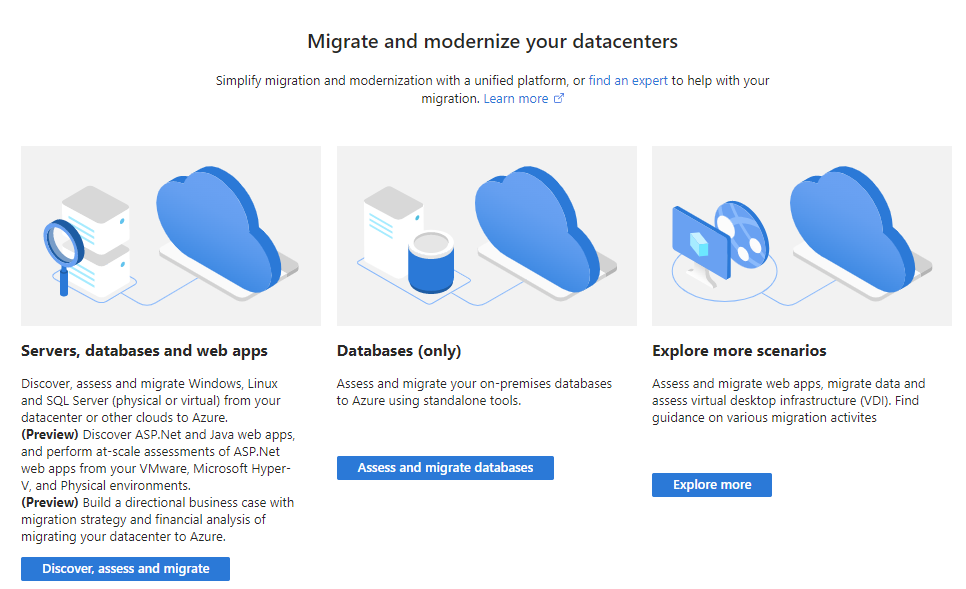 Migrate and modernize your datacenters
Simplify migration and modernization with a unified platform, or find an expert to help with your
migration. Learn more
Servers, databases and web apps
Discover, assess and migrate Windows, Linux
and SQL Server (physical or virtual) from your
datacenter or other clouds to Azure.
(Preview) Discover ASP.Net and Java web apps,
and perform at-scale assessments of ASP.Net
web apps from your VMware, Microsoft Hyper-
V, and Physical environments.
(Preview) Build a directional business case with
migration strategy and financial analysis of
migrating your datacenter to Azure.
Discover, assess and migrate
Databases (only)
Assess and migrate your on-premises databases
to Azure using standalone tools.
Assess and migrate databases
Explore more scenarios
Assess and migrate web apps, migrate data and
assess virtual desktop infrastructure (VDI). Find
guidance on various migration activites
Explore more